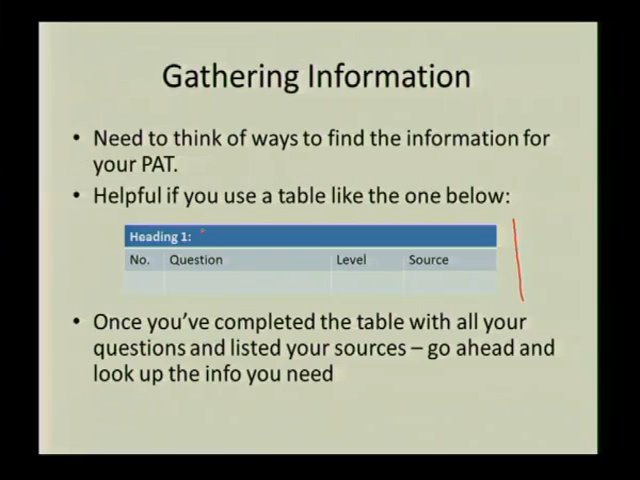 Gathering Information
• Need to think of ways to find the information for
your PAT.
• Helpful if you use a table like the one below:
Heading 1:
No. Question Level Source
• Once you've completed the table with all your
questions and listed your sources – go ahead and
look up the info you need